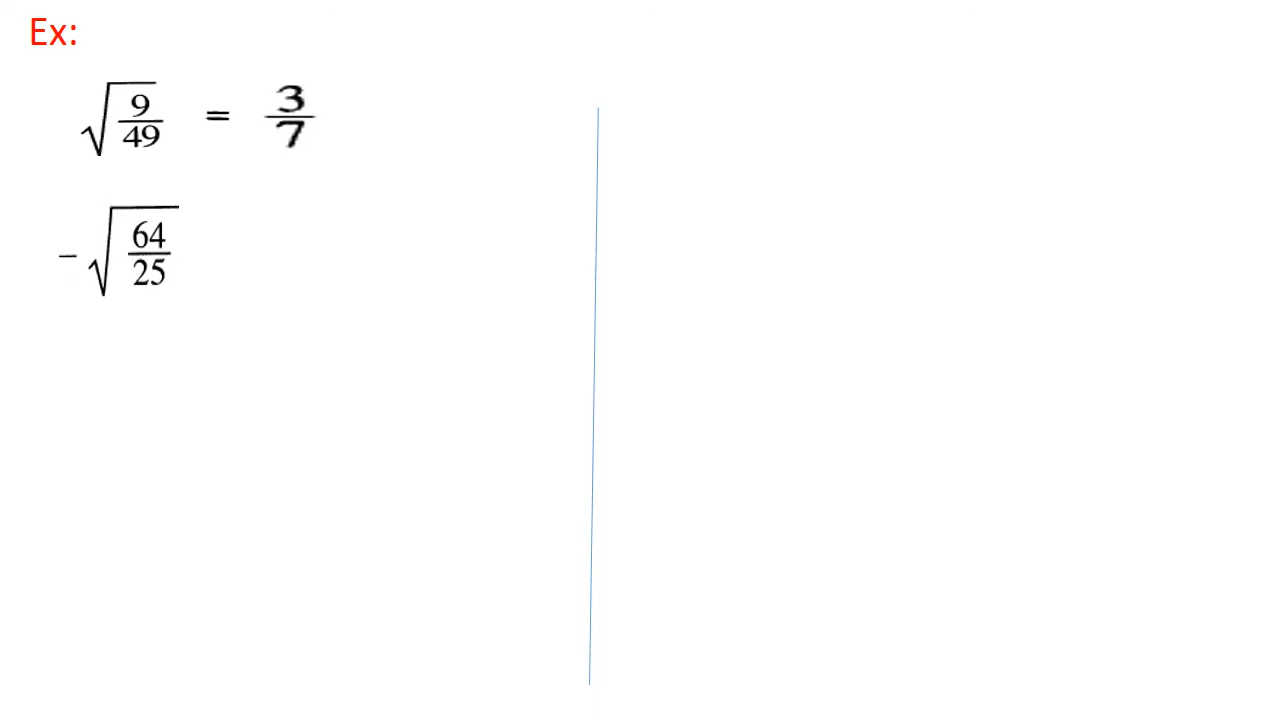 Ex:
√(9/49) = 3/7
−√(64/25)